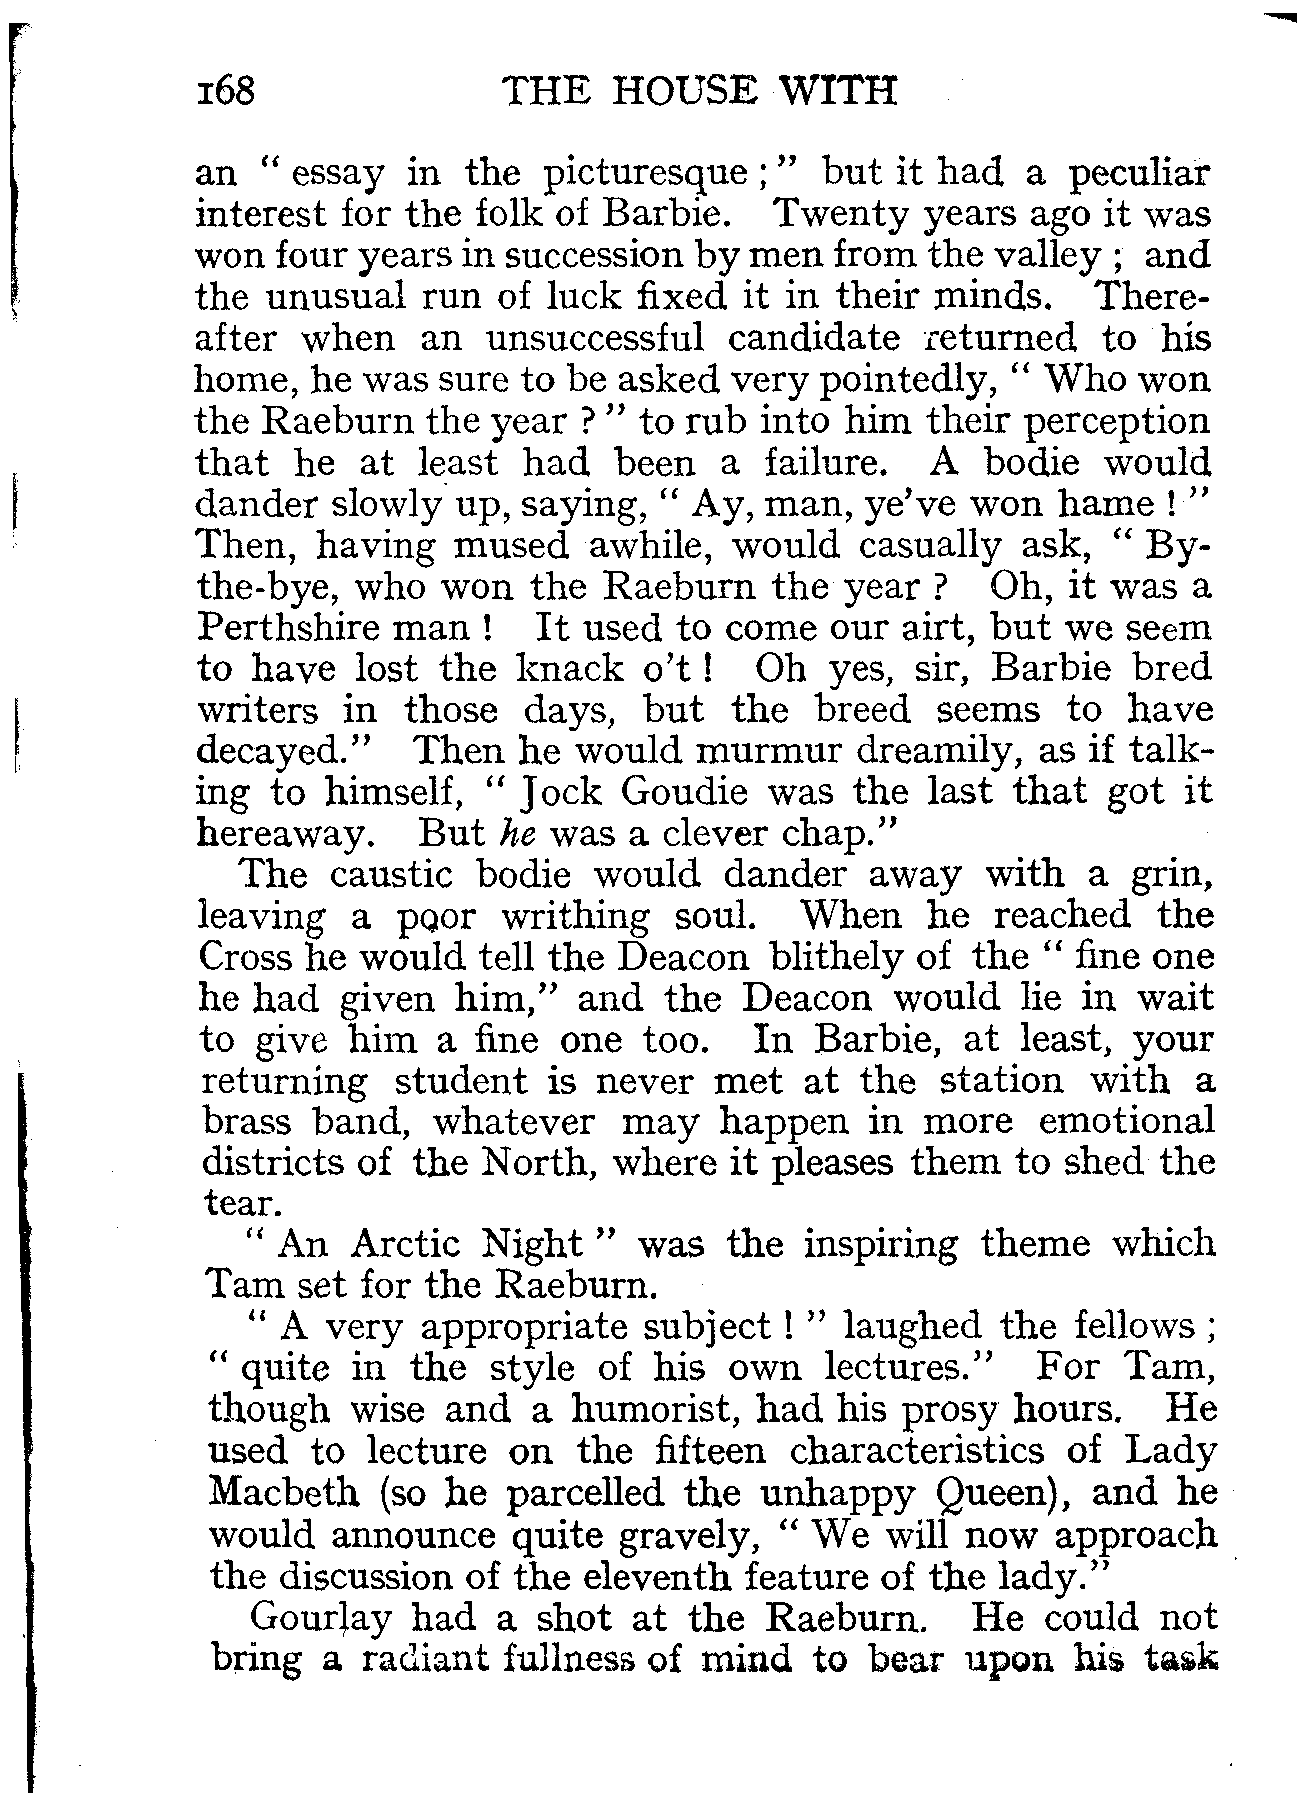 168 THE HOUSE WITH
an “ essay in the picturesque ; ” but it had a peculiar
interest for the folk of Barbie. Twenty years ago it was
won four years in succession by men from the valley ; and
the unusual run of luck fixed it in their minds. There-
after when an unsuccessful candidate returned to his
home, he was sure to be asked very pointedly, “ Who won
the Raeburn the year ? ” to rub into him their perception
that he at least had been a failure. A bodie would
dander slowly up, saying, “ Ay, man, ye’ve won hame ! ”
Then, having mused awhile, would casually ask, “ By-
the-bye, who won the Raeburn the year ? Oh, it was a
Perthshire man ! It used to come our airt, but we seem
to have lost the knack o’t ! Oh yes, sir, Barbie bred
writers in those days, but the breed seems to have
decayed.” Then he would murmur dreamily, as if talk-
ing to himself, “ Jock Goudie was the last that got it
hereaway. But he was a clever chap.”
The caustic bodie would dander away with a grin,
leaving a poor writhing soul. When he reached the
Cross he would tell the Deacon blithely of the “ fine one
he had given him,” and the Deacon would lie in wait
to give him a fine one too. In Barbie, at least, your
returning student is never met at the station with a
brass band, whatever may happen in more emotional
districts of the North, where it pleases them to shed the
tear.
“ An Arctic Night ” was the inspiring theme which
Tam set for the Raeburn.
“ A very appropriate subject ! ” laughed the fellows ;
“ quite in the style of his own lectures.” For Tam,
though wise and a humorist, had his prosy hours. He
used to lecture on the fifteen characteristics of Lady
Macbeth (so he parcelled the unhappy Queen), and he
would announce quite gravely, “ We will now approach
the discussion of the eleventh feature of the lady.”
Gourlay had a shot at the Raeburn. He could not
bring a radiant fullness of mind to bear upon his task